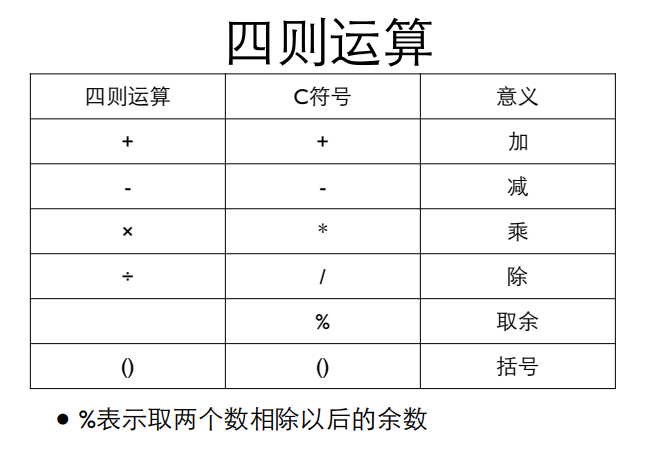 四则运算
四则运算 C符号 意义
+ + 加
- - 减
× * 乘
÷ / 除
% 取余
() () 括号
• %表示取两个数相除以后的余数